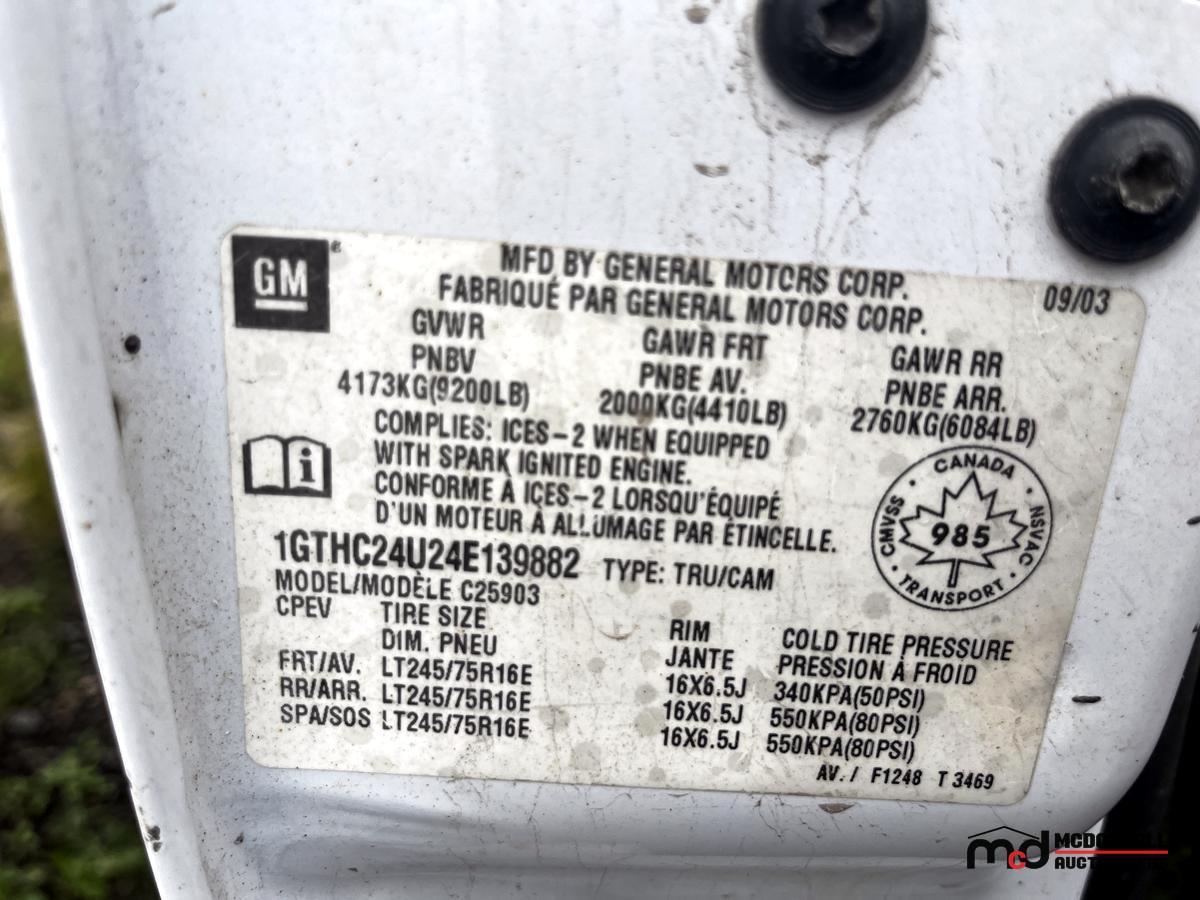 GM
MFD BY GENERAL MOTORS CORP.
FABRIQUÉ PAR GENERAL MOTORS CORP.
09/03
GVWR GAWR FRT GAWR RR
PNBV PNBE AV. PNBE ARR.
4173KG(9200LB) 2000KG(4410LB) 2760KG(6084LB)
COMPLIES: ICES-2 WHEN EQUIPPED
WITH SPARK IGNITED ENGINE.
CONFORME À ICES-2 LORSQU'ÉQUIPÉ
D'UN MOTEUR À ALLUMAGE PAR ÉTINCELLE.
CANADA
CMVSS 985 NSVAC
TRANSPORT
1GTHC24U24E139882 TYPE: TRU/CAM
MODEL/MODÈLE C25903
CPEV TIRE SIZE RIM COLD TIRE PRESSURE
DIM. PNEU JANTE PRESSION À FROID
FRT/AV. LT245/75R16E 16X6.5J 340KPA(50PSI)
RR/ARR. LT245/75R16E 16X6.5J 550KPA(80PSI)
SPA/SOS LT245/75R16E 16X6.5J 550KPA(80PSI)
AV. / F1248 T 3469
mcd